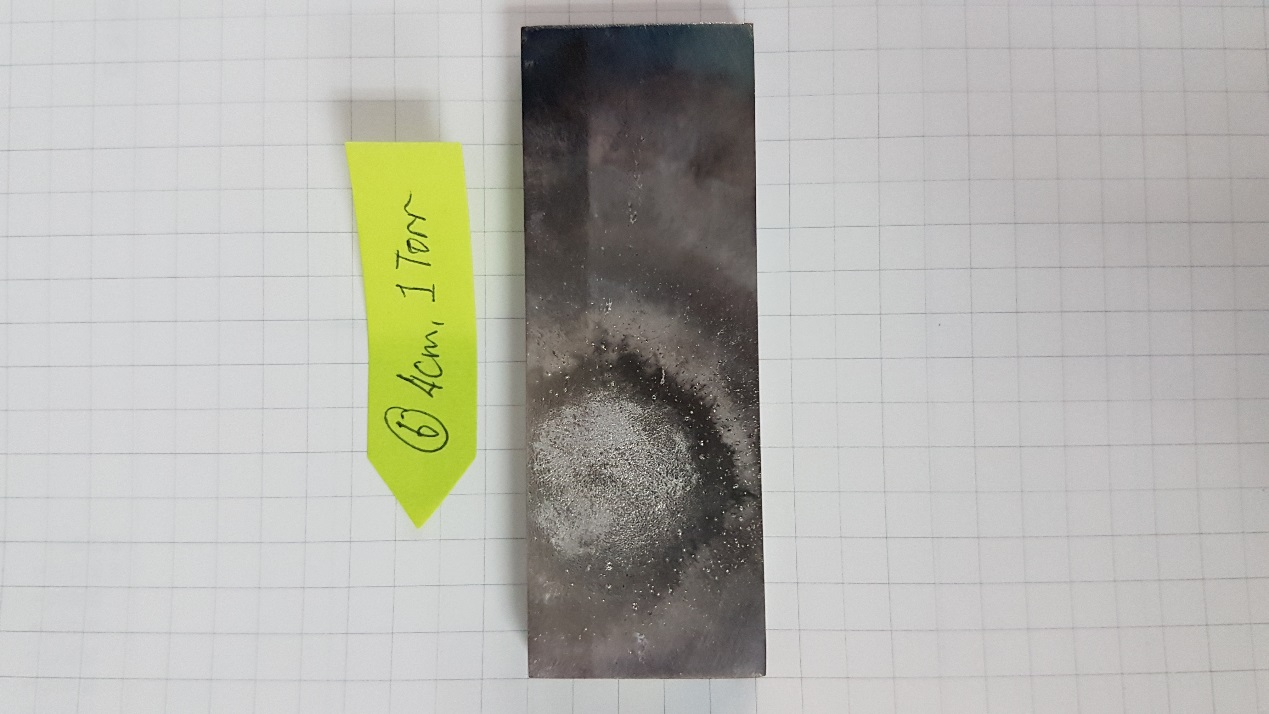 ⑥ 4cm, 1 Torr